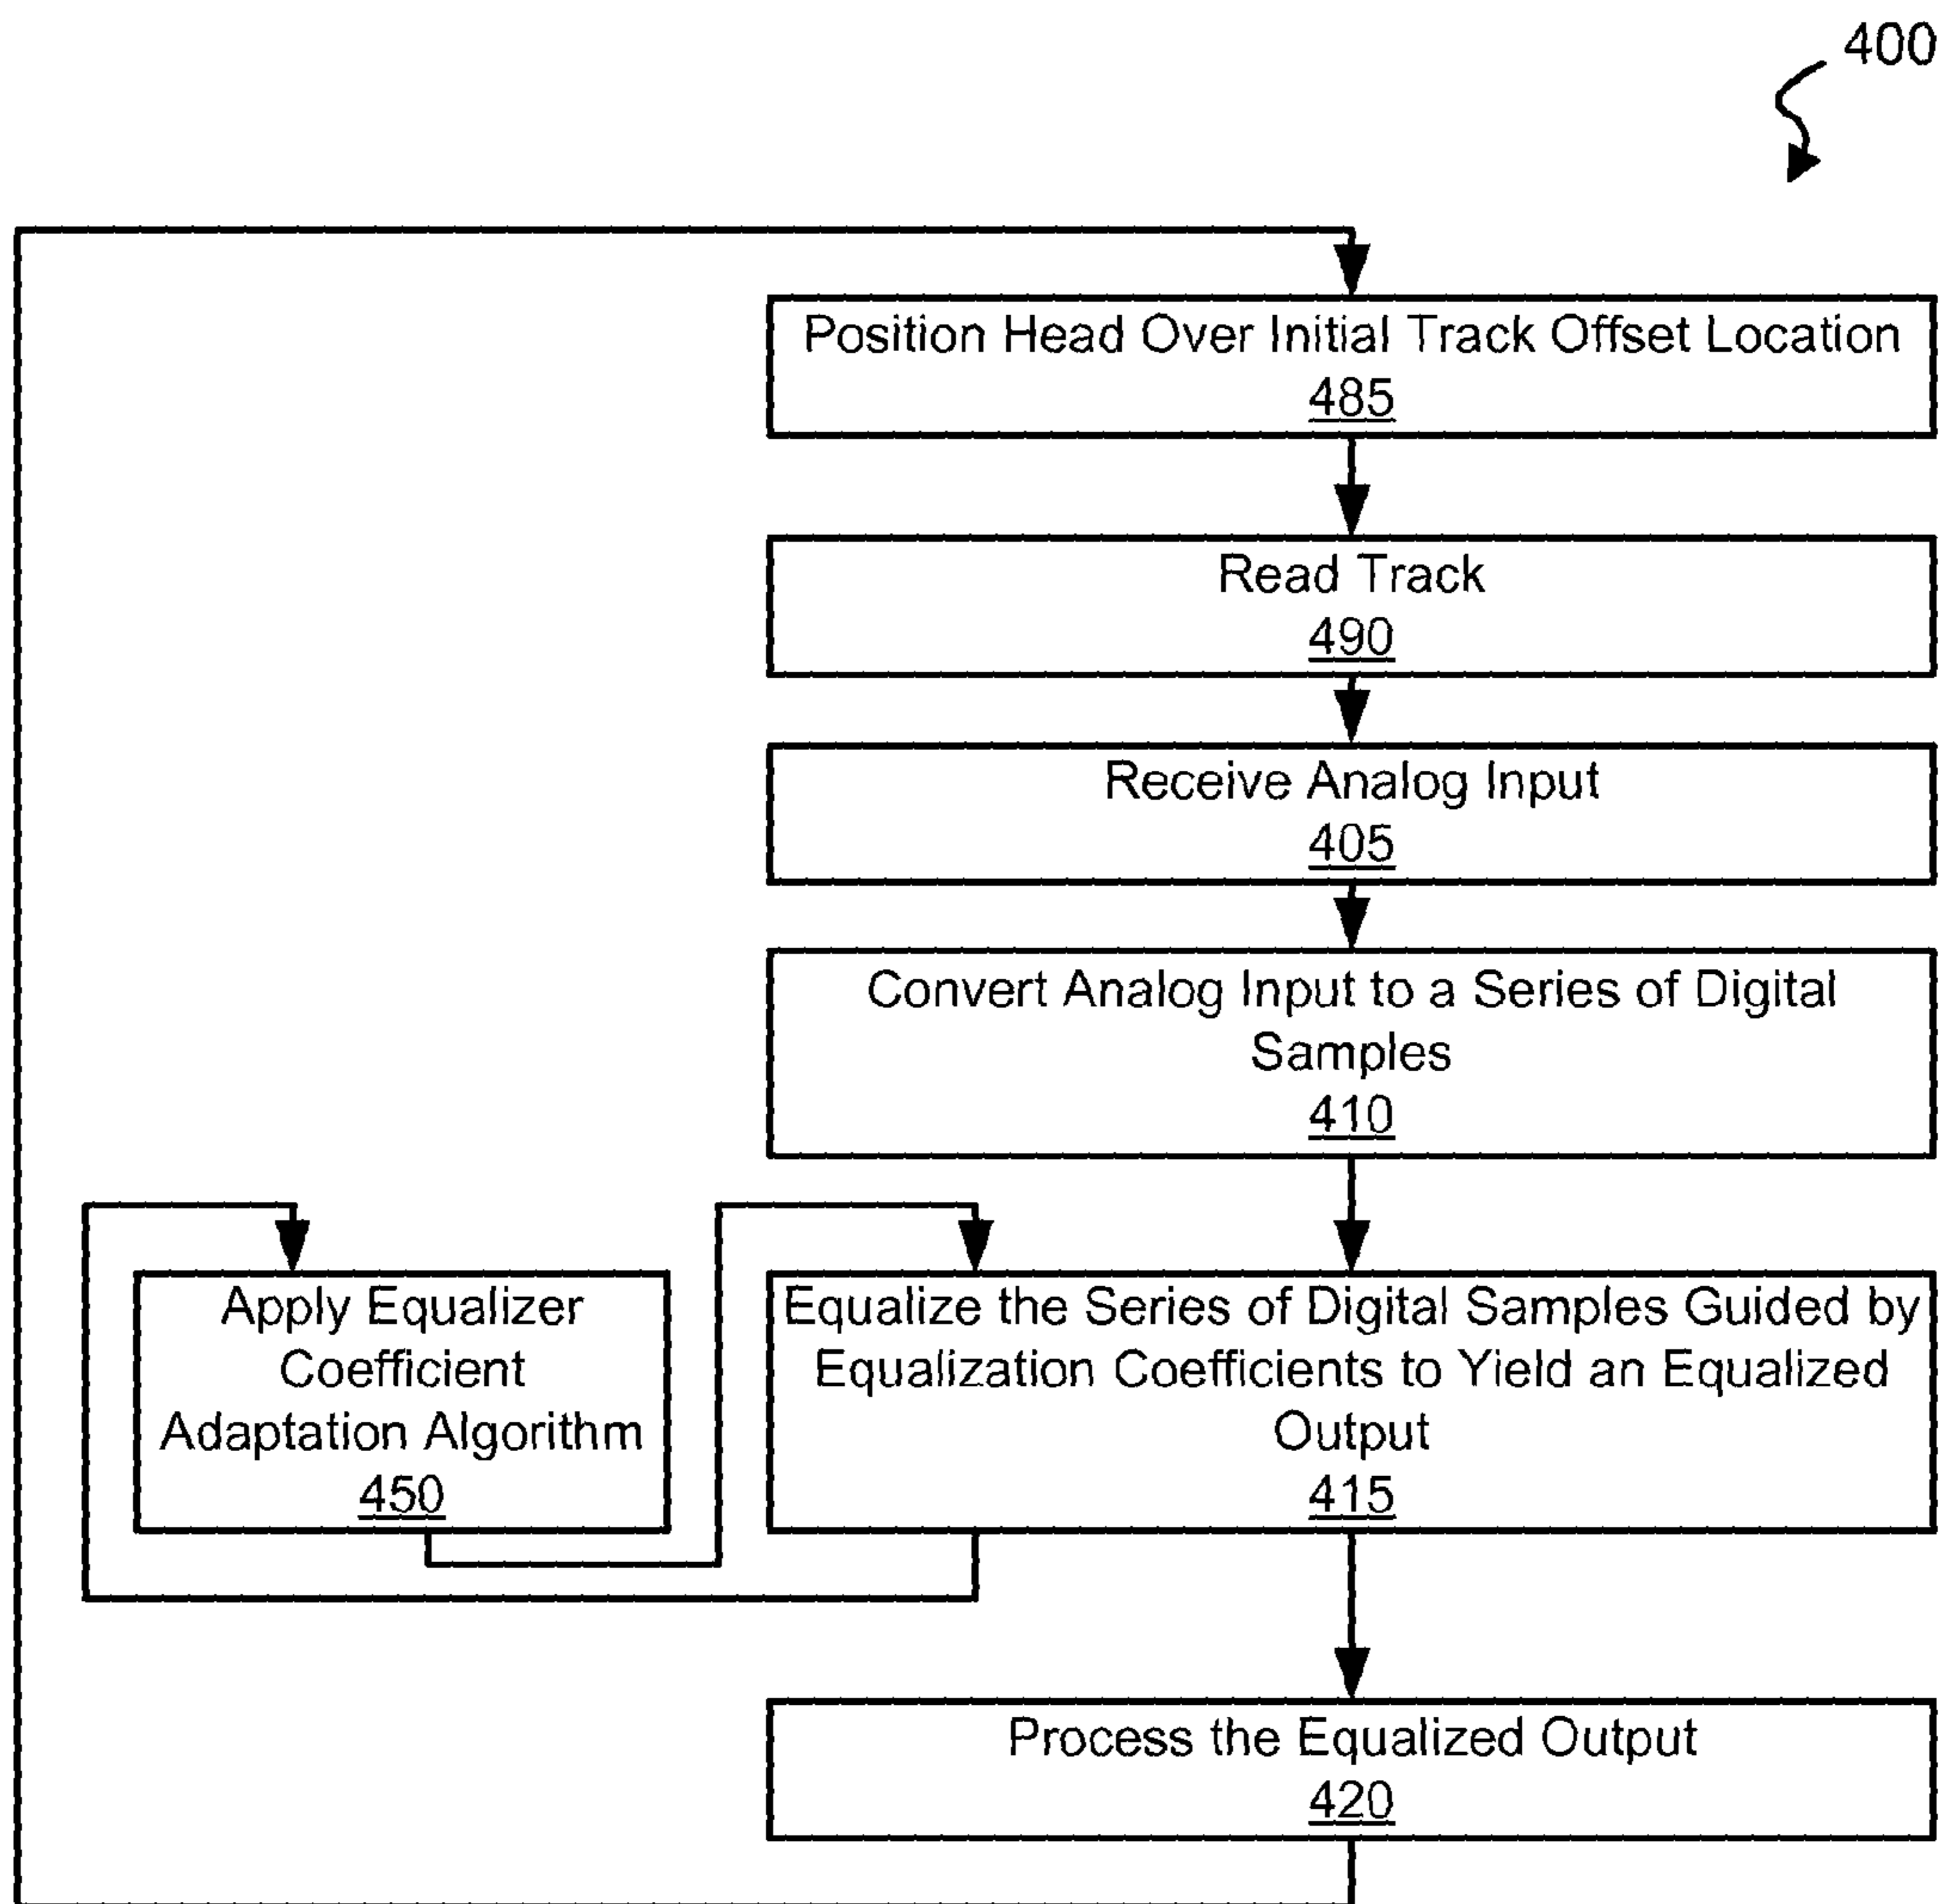 400
Position Head Over Initial Track Offset Location
485
Read Track
490
Receive Analog Input
405
Convert Analog Input to a Series of Digital
Samples
410
Apply Equalizer
Coefficient
Adaptation Algorithm
450
Equalize the Series of Digital Samples Guided by
Equalization Coefficients to Yield an Equalized
Output
415
Process the Equalized Output
420